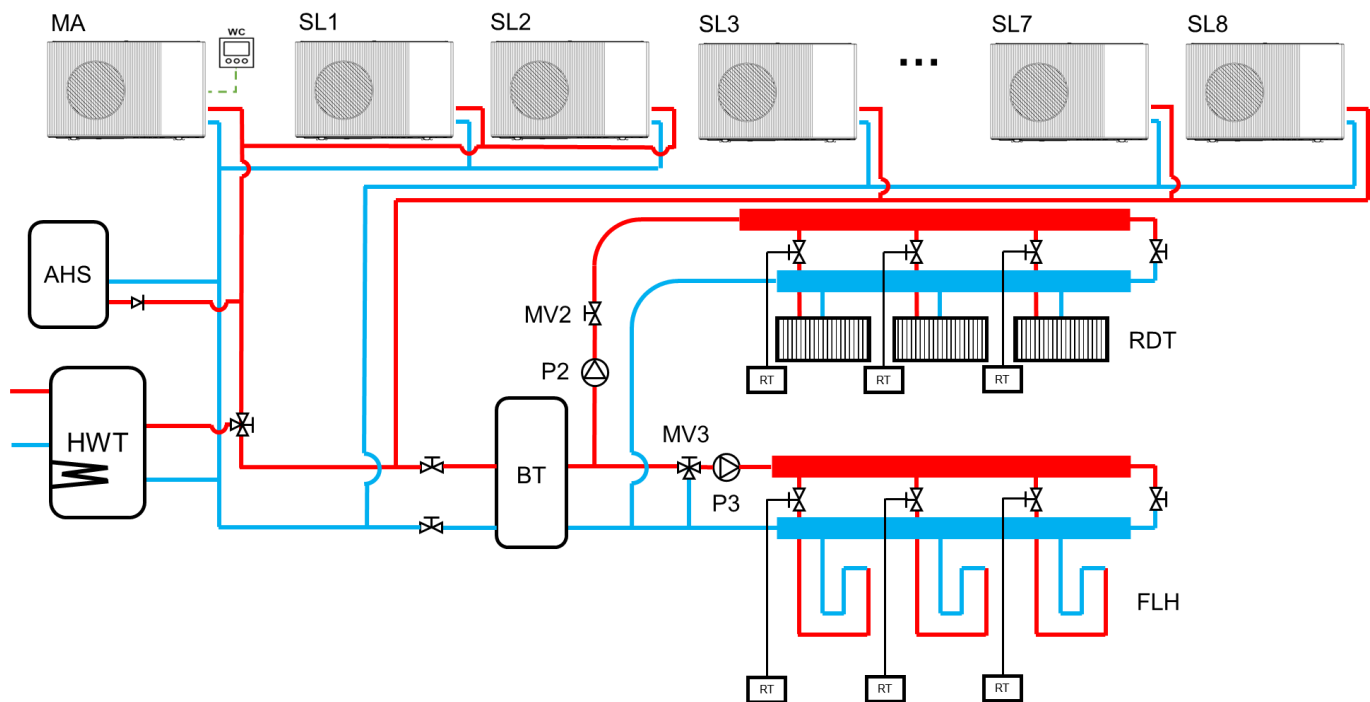 MA
WC
SL1
SL2
SL3
...
SL7
SL8
AHS
MV2
RDT
P2
RT
RT
RT
HWT
BT
MV3
P3
FLH
RT
RT
RT